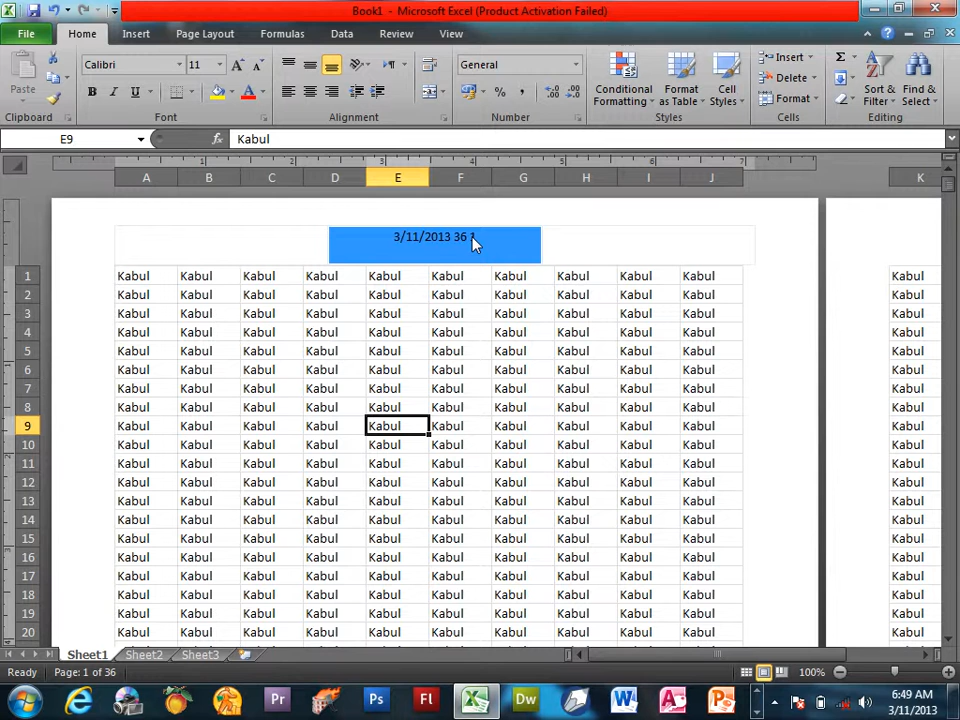 Book1 - Microsoft Excel (Product Activation Failed)
File Home Insert Page Layout Formulas Data Review View
Paste
Calibri 11
B I U A
General
$ % ,
Conditional Formatting
Format as Table
Cell Styles
Insert
Delete
Format
Σ
Sort & Filter
Find & Select
Clipboard Font Alignment Number Styles Cells Editing
E9 fx Kabul
1 2 3 4 5 6 7
A B C D E F G H I J K
3/11/2013 36 1
1 Kabul Kabul Kabul Kabul Kabul Kabul Kabul Kabul Kabul Kabul Kabul
2 Kabul Kabul Kabul Kabul Kabul Kabul Kabul Kabul Kabul Kabul Kabul
3 Kabul Kabul Kabul Kabul Kabul Kabul Kabul Kabul Kabul Kabul Kabul
4 Kabul Kabul Kabul Kabul Kabul Kabul Kabul Kabul Kabul Kabul Kabul
5 Kabul Kabul Kabul Kabul Kabul Kabul Kabul Kabul Kabul Kabul Kabul
6 Kabul Kabul Kabul Kabul Kabul Kabul Kabul Kabul Kabul Kabul Kabul
7 Kabul Kabul Kabul Kabul Kabul Kabul Kabul Kabul Kabul Kabul Kabul
8 Kabul Kabul Kabul Kabul Kabul Kabul Kabul Kabul Kabul Kabul Kabul
9 Kabul Kabul Kabul Kabul Kabul Kabul Kabul Kabul Kabul Kabul Kabul
10 Kabul Kabul Kabul Kabul Kabul Kabul Kabul Kabul Kabul Kabul Kabul
11 Kabul Kabul Kabul Kabul Kabul Kabul Kabul Kabul Kabul Kabul Kabul
12 Kabul Kabul Kabul Kabul Kabul Kabul Kabul Kabul Kabul Kabul Kabul
13 Kabul Kabul Kabul Kabul Kabul Kabul Kabul Kabul Kabul Kabul Kabul
14 Kabul Kabul Kabul Kabul Kabul Kabul Kabul Kabul Kabul Kabul Kabul
15 Kabul Kabul Kabul Kabul Kabul Kabul Kabul Kabul Kabul Kabul Kabul
16 Kabul Kabul Kabul Kabul Kabul Kabul Kabul Kabul Kabul Kabul Kabul
17 Kabul Kabul Kabul Kabul Kabul Kabul Kabul Kabul Kabul Kabul Kabul
18 Kabul Kabul Kabul Kabul Kabul Kabul Kabul Kabul Kabul Kabul Kabul
19 Kabul Kabul Kabul Kabul Kabul Kabul Kabul Kabul Kabul Kabul Kabul
20 Kabul Kabul Kabul Kabul Kabul Kabul Kabul Kabul Kabul Kabul Kabul
Sheet1 Sheet2 Sheet3
Ready Page: 1 of 36 100%
Pr Ps Fl Dw
6:49 AM
3/11/2013